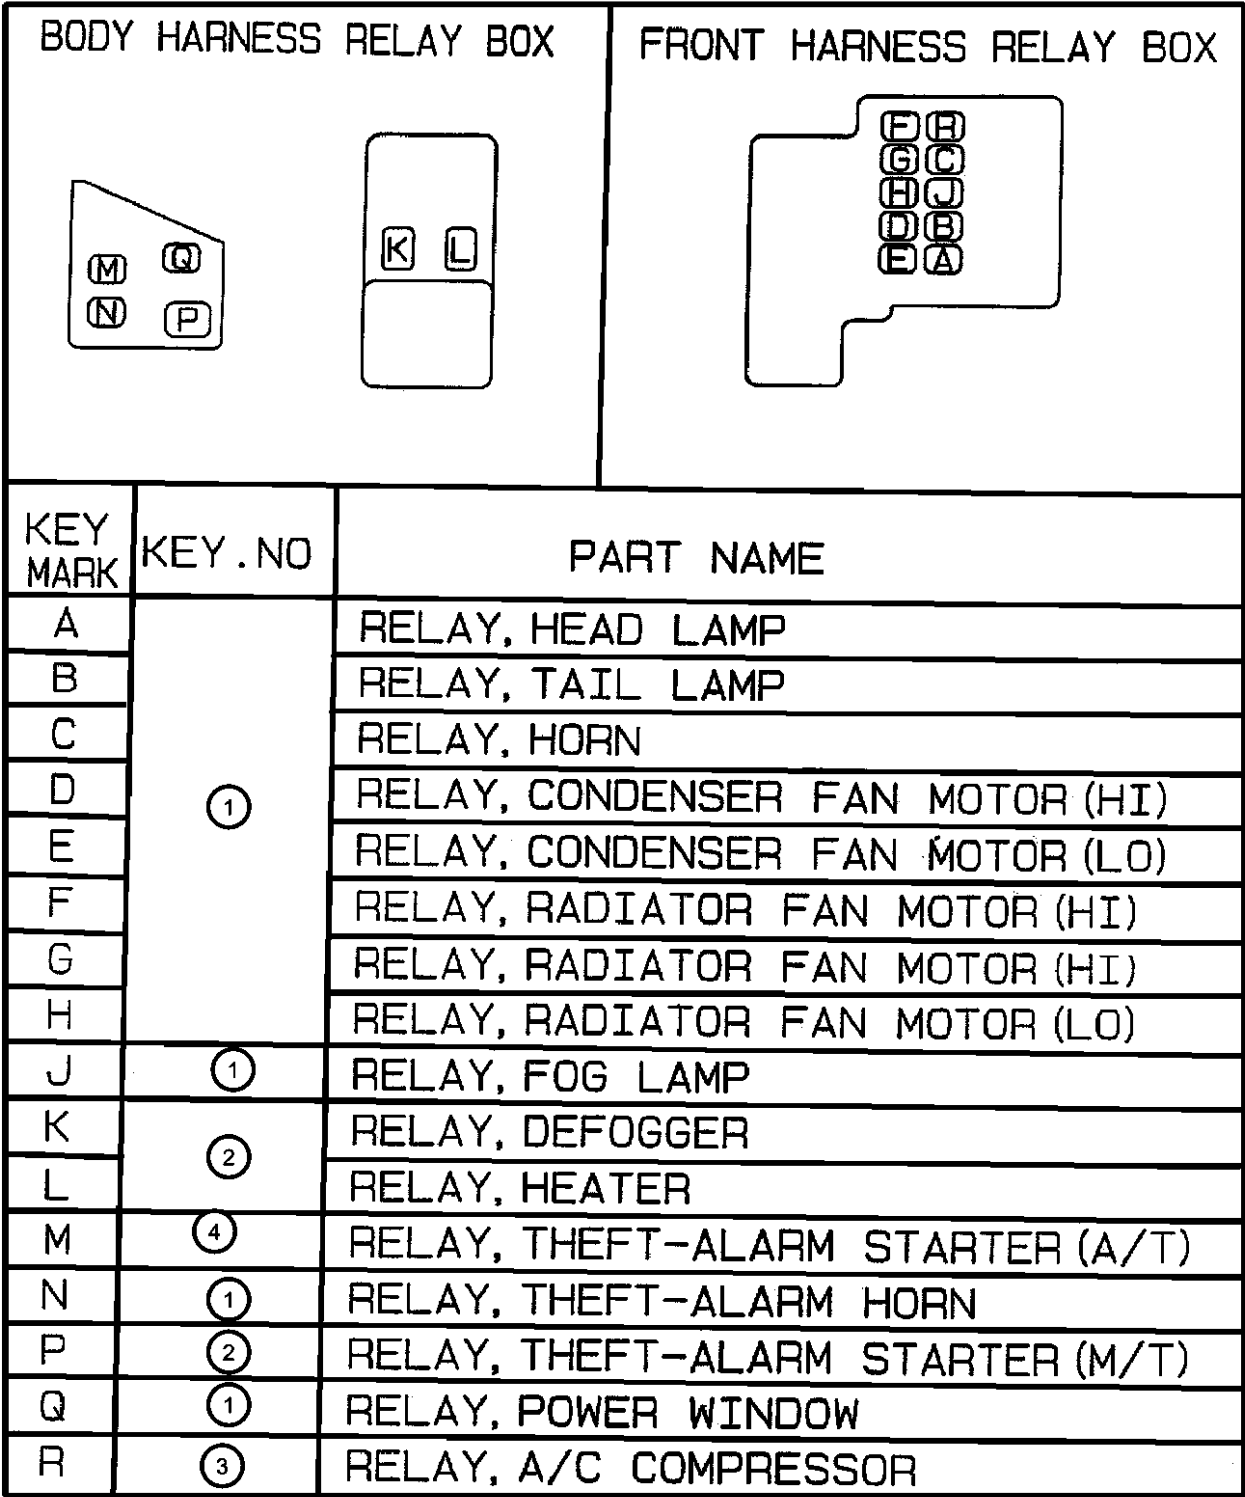 BODY HARNESS RELAY BOX
FRONT HARNESS RELAY BOX
M Q
N P
K L
F R
G C
H J
D B
E A
KEY MARK KEY.NO PART NAME
A RELAY, HEAD LAMP
B RELAY, TAIL LAMP
C RELAY, HORN
D 1 RELAY, CONDENSER FAN MOTOR (HI)
E RELAY, CONDENSER FAN MOTOR (LO)
F RELAY, RADIATOR FAN MOTOR (HI)
G RELAY, RADIATOR FAN MOTOR (HI)
H RELAY, RADIATOR FAN MOTOR (LO)
J 1 RELAY, FOG LAMP
K 2 RELAY, DEFOGGER
L RELAY, HEATER
M 4 RELAY, THEFT-ALARM STARTER (A/T)
N 1 RELAY, THEFT-ALARM HORN
P 2 RELAY, THEFT-ALARM STARTER (M/T)
Q 1 RELAY, POWER WINDOW
R 3 RELAY, A/C COMPRESSOR